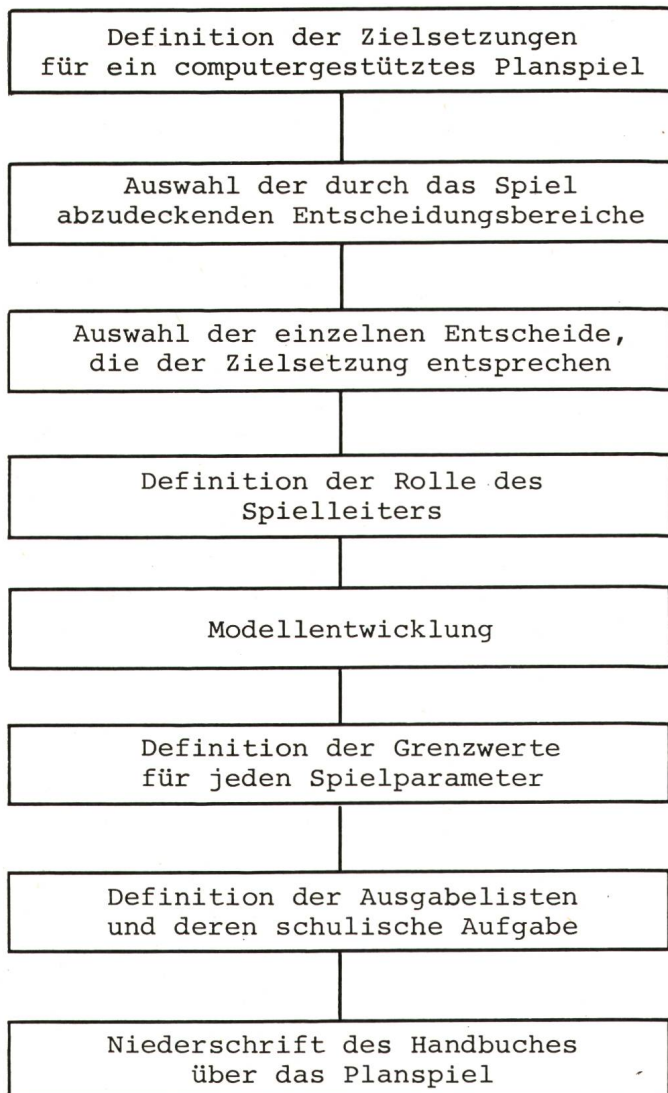 Definition der Zielsetzungen
für ein computergestütztes Planspiel
Auswahl der durch das Spiel
abzudeckenden Entscheidungsbereiche
Auswahl der einzelnen Entscheide,
die der Zielsetzung entsprechen
Definition der Rolle des
Spielleiters
Modellentwicklung
Definition der Grenzwerte
für jeden Spielparameter
Definition der Ausgabelisten
und deren schulische Aufgabe
Niederschrift des Handbuches
über das Planspiel